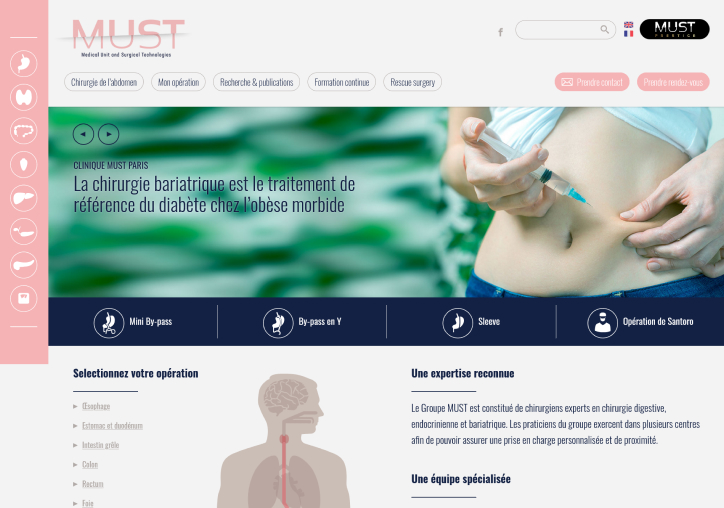 MUST
Medical Unit and Surgical Technologies
f
MUST
PRESTIGE
Chirurgie de l'abdomen
Mon opération
Recherche & publications
Formation continue
Rescue surgery
Prendre contact
Prendre rendez-vous
CLINIQUE MUST PARIS
La chirurgie bariatrique est le traitement de
référence du diabète chez l'obèse morbide
Mini By-pass
By-pass en Y
Sleeve
Opération de Santoro
Selectionnez votre opération
Œsophage
Estomac et duodénum
Intestin grêle
Colon
Rectum
Foie
Une expertise reconnue
Le Groupe MUST est constitué de chirurgiens experts en chirurgie digestive,
endocrinienne et bariatrique. Les praticiens du groupe exercent dans plusieurs centres
afin de pouvoir assurer une prise en charge personnalisée et de proximité.
Une équipe spécialisée